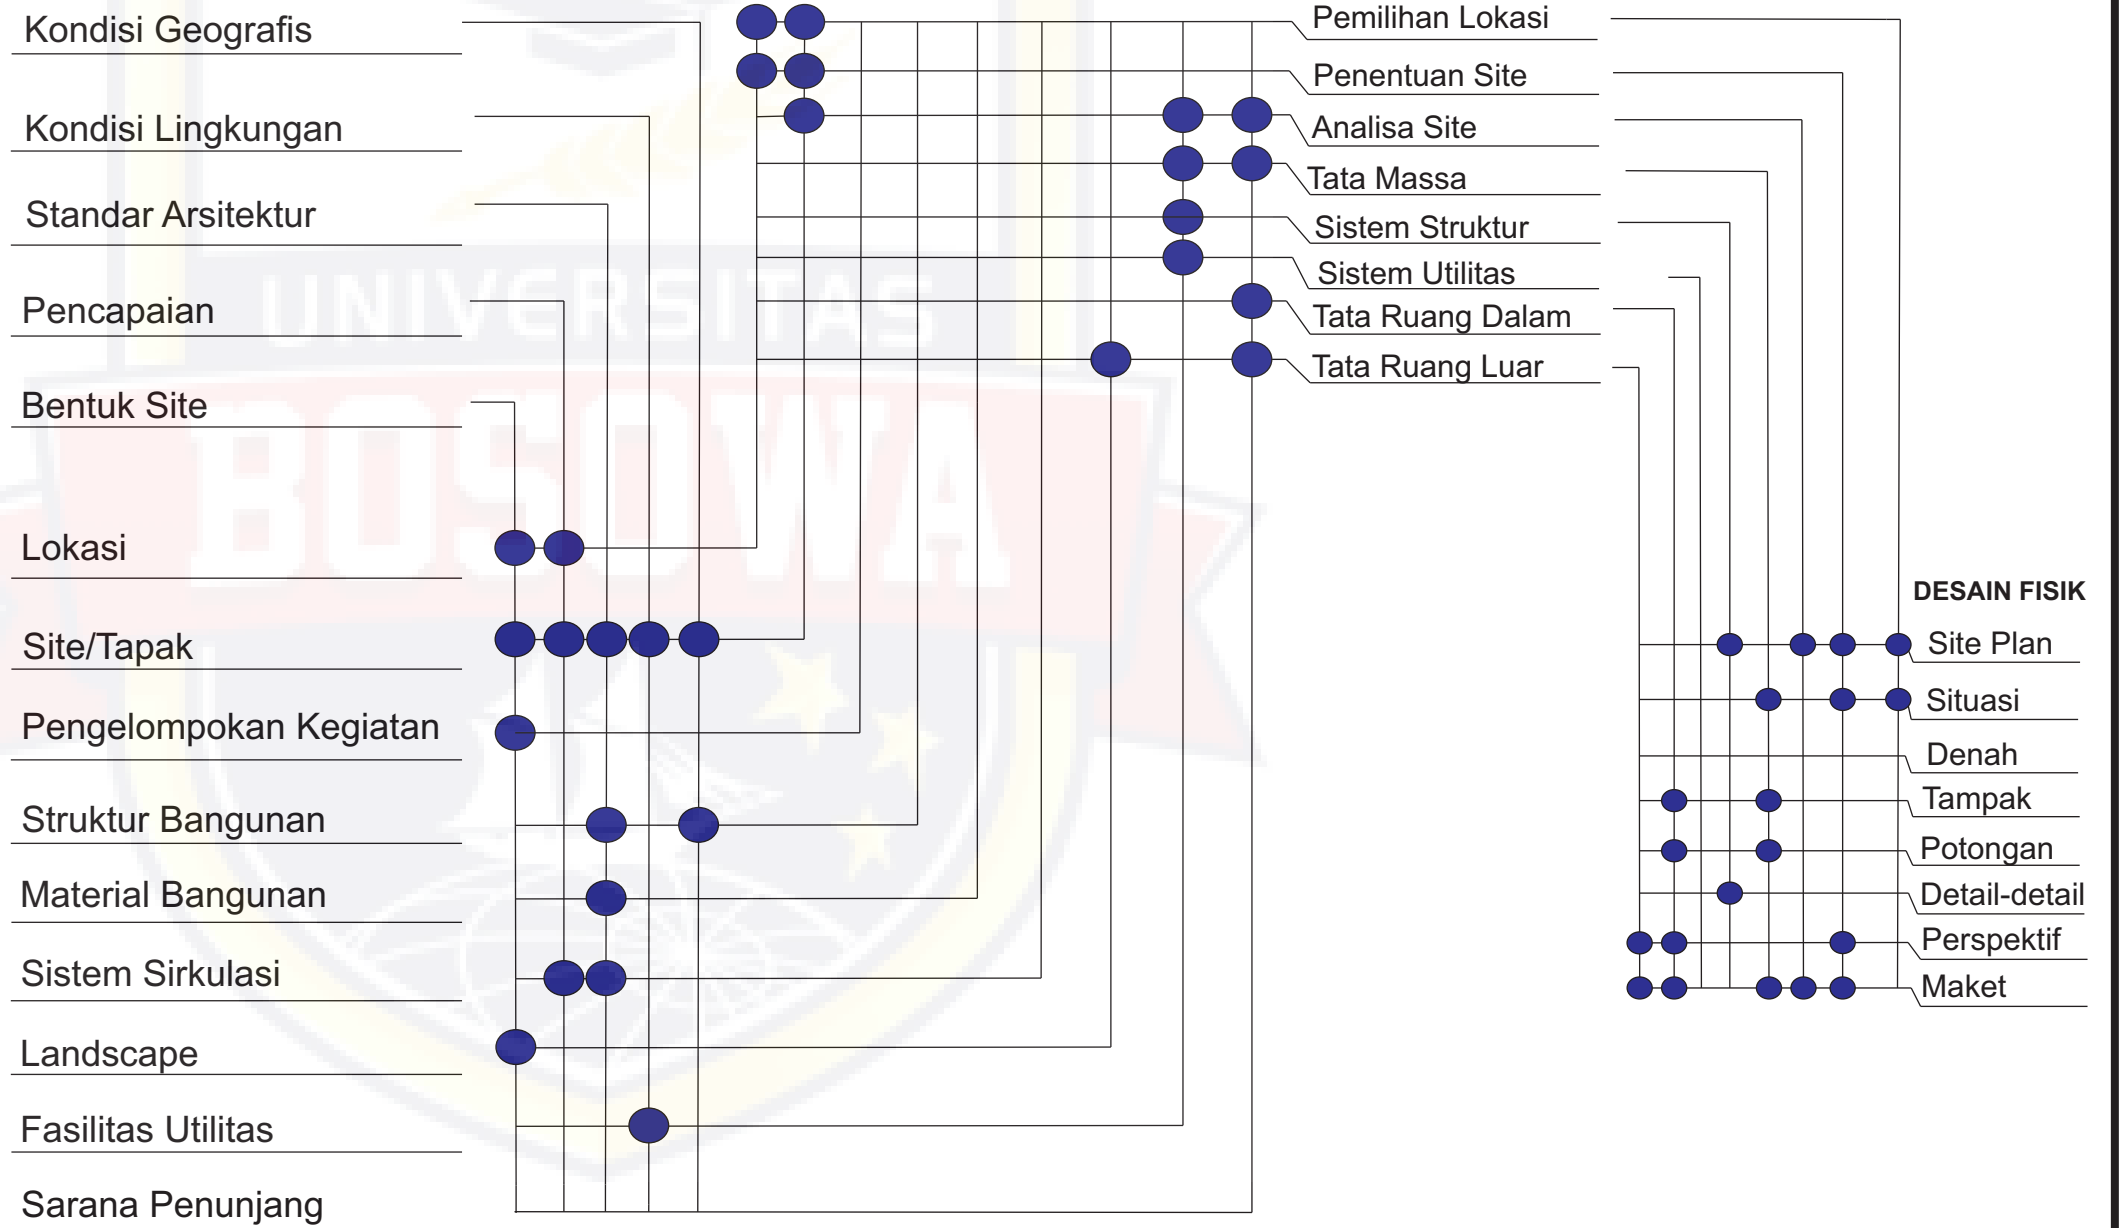 Kondisi Geografis
Kondisi Lingkungan
Standar Arsitektur
Pencapaian
Bentuk Site
Lokasi
Site/Tapak
Pengelompokan Kegiatan
Struktur Bangunan
Material Bangunan
Sistem Sirkulasi
Landscape
Fasilitas Utilitas
Sarana Penunjang
UNIVERSITAS
BOSOWA
Pemilihan Lokasi
Penentuan Site
Analisa Site
Tata Massa
Sistem Struktur
Sistem Utilitas
Tata Ruang Dalam
Tata Ruang Luar
DESAIN FISIK
Site Plan
Situasi
Denah
Tampak
Potongan
Detail-detail
Perspektif
Maket